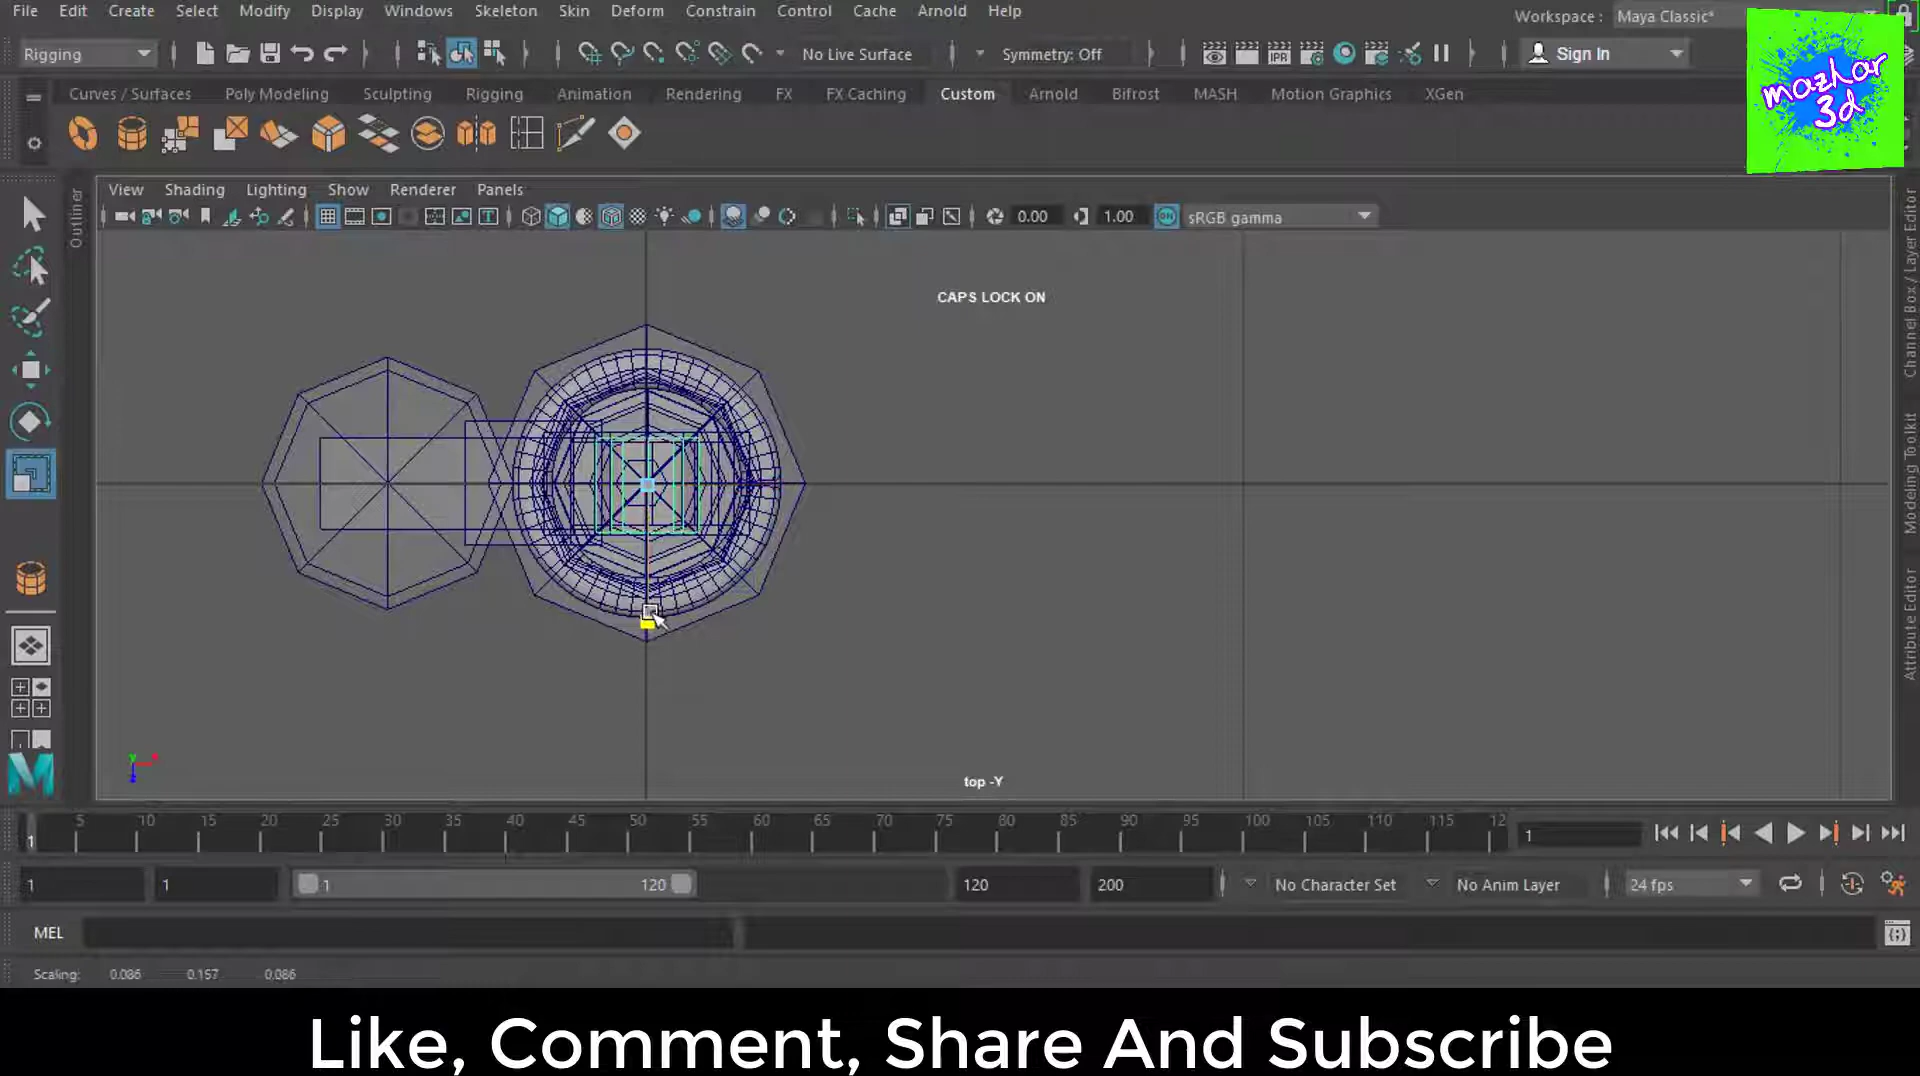 File Edit Create Select Modify Display Windows Skeleton Skin Deform Constrain Control Cache Arnold Help
Workspace : Maya Classic*
Rigging
No Live Surface
Symmetry: Off
IPR
Sign In
Curves / Surfaces Poly Modeling Sculpting Rigging Animation Rendering FX FX Caching Custom Arnold Bifrost MASH Motion Graphics XGen
mazhar
3d
View Shading Lighting Show Renderer Panels
0.00
1.00
ON
sRGB gamma
Outliner
Channel Box / Layer Editor
Modeling Toolkit
Attribute Editor
CAPS LOCK ON
top -Y
5 10 15 20 25 30 35 40 45 50 55 60 65 70 75 80 85 90 95 100 105 110 115 12
1
1
1
1
1
120
120
200
No Character Set
No Anim Layer
24 fps
MEL
Scaling: 0.086 0.157 0.086
Like, Comment, Share And Subscribe